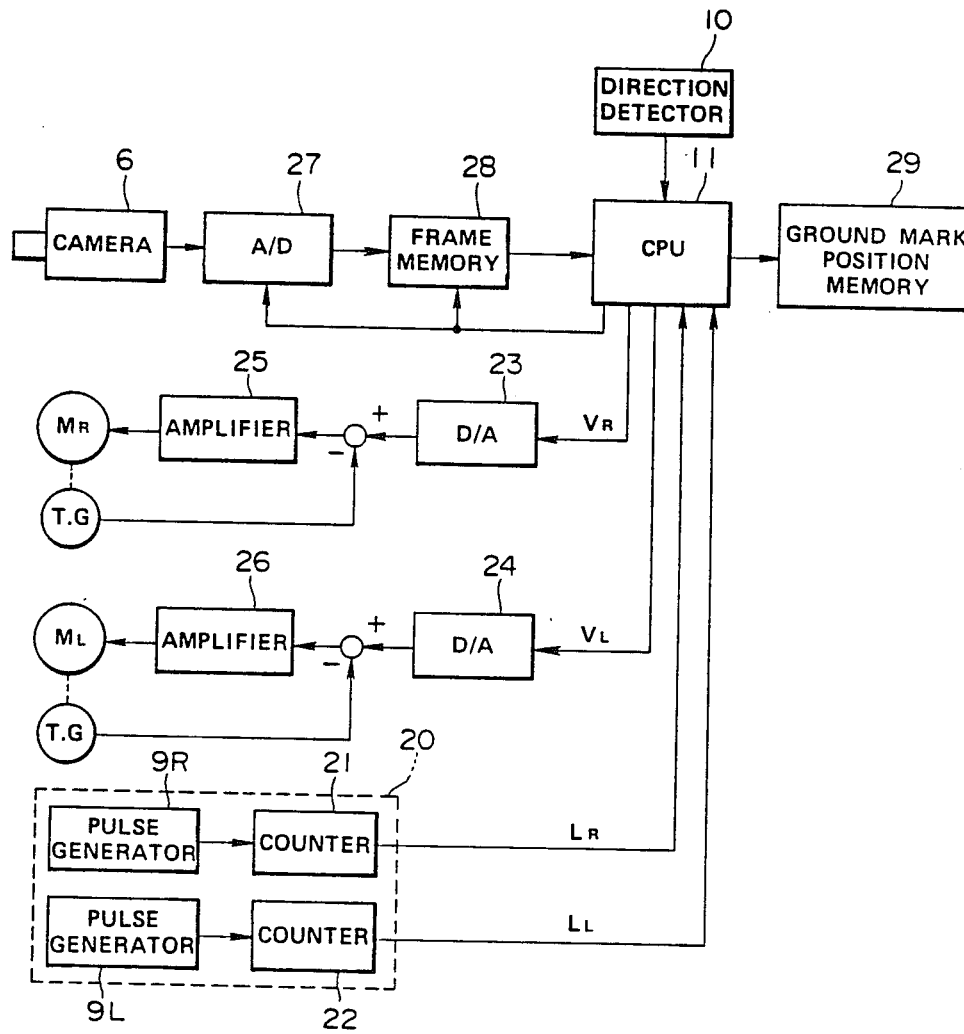 10
DIRECTION
DETECTOR
6
27
28
11
29
CAMERA
A/D
FRAME
MEMORY
CPU
GROUND MARK
POSITION
MEMORY
25
23
MR
AMPLIFIER
+
−
D/A
VR
T.G
26
24
ML
AMPLIFIER
+
−
D/A
VL
T.G
9R
21
20
PULSE
GENERATOR
COUNTER
LR
PULSE
GENERATOR
COUNTER
LL
9L
22